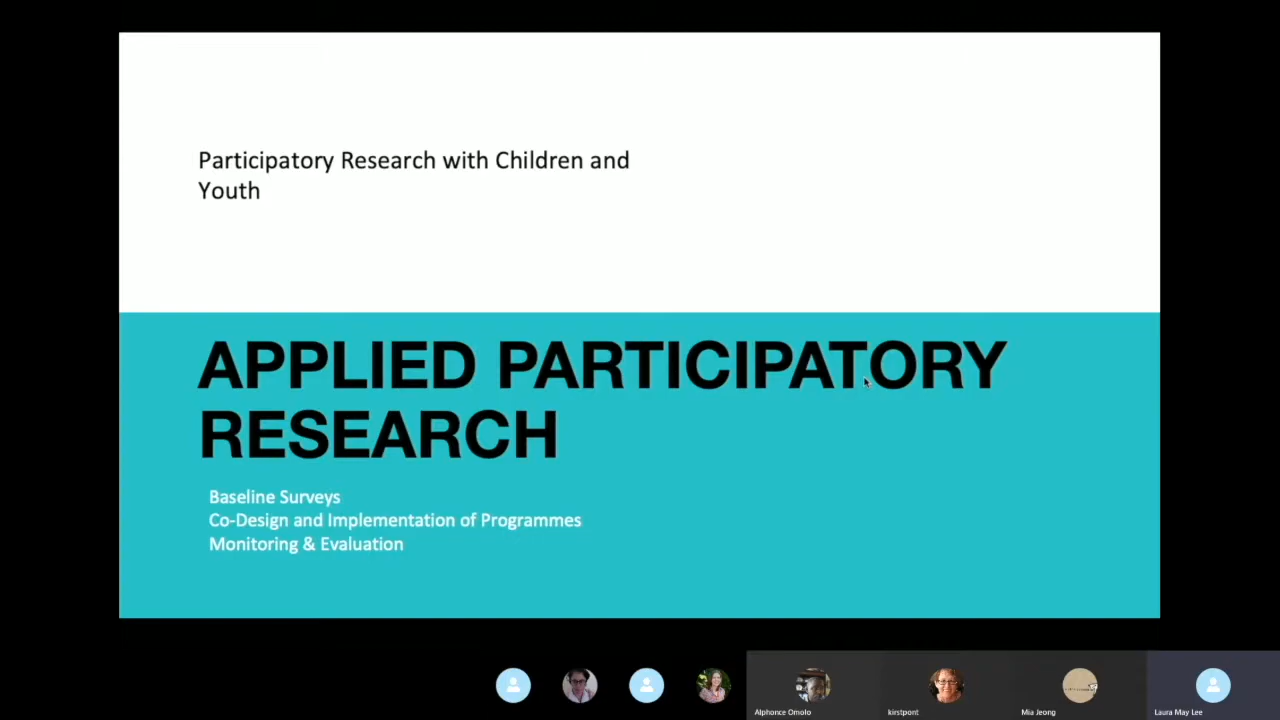 Participatory Research with Children and
Youth
APPLIED PARTICIPATORY
RESEARCH
Baseline Surveys
Co-Design and Implementation of Programmes
Monitoring & Evaluation
Alphonce Omolo
kirstpont
Mia Jeong
Laura May Lee